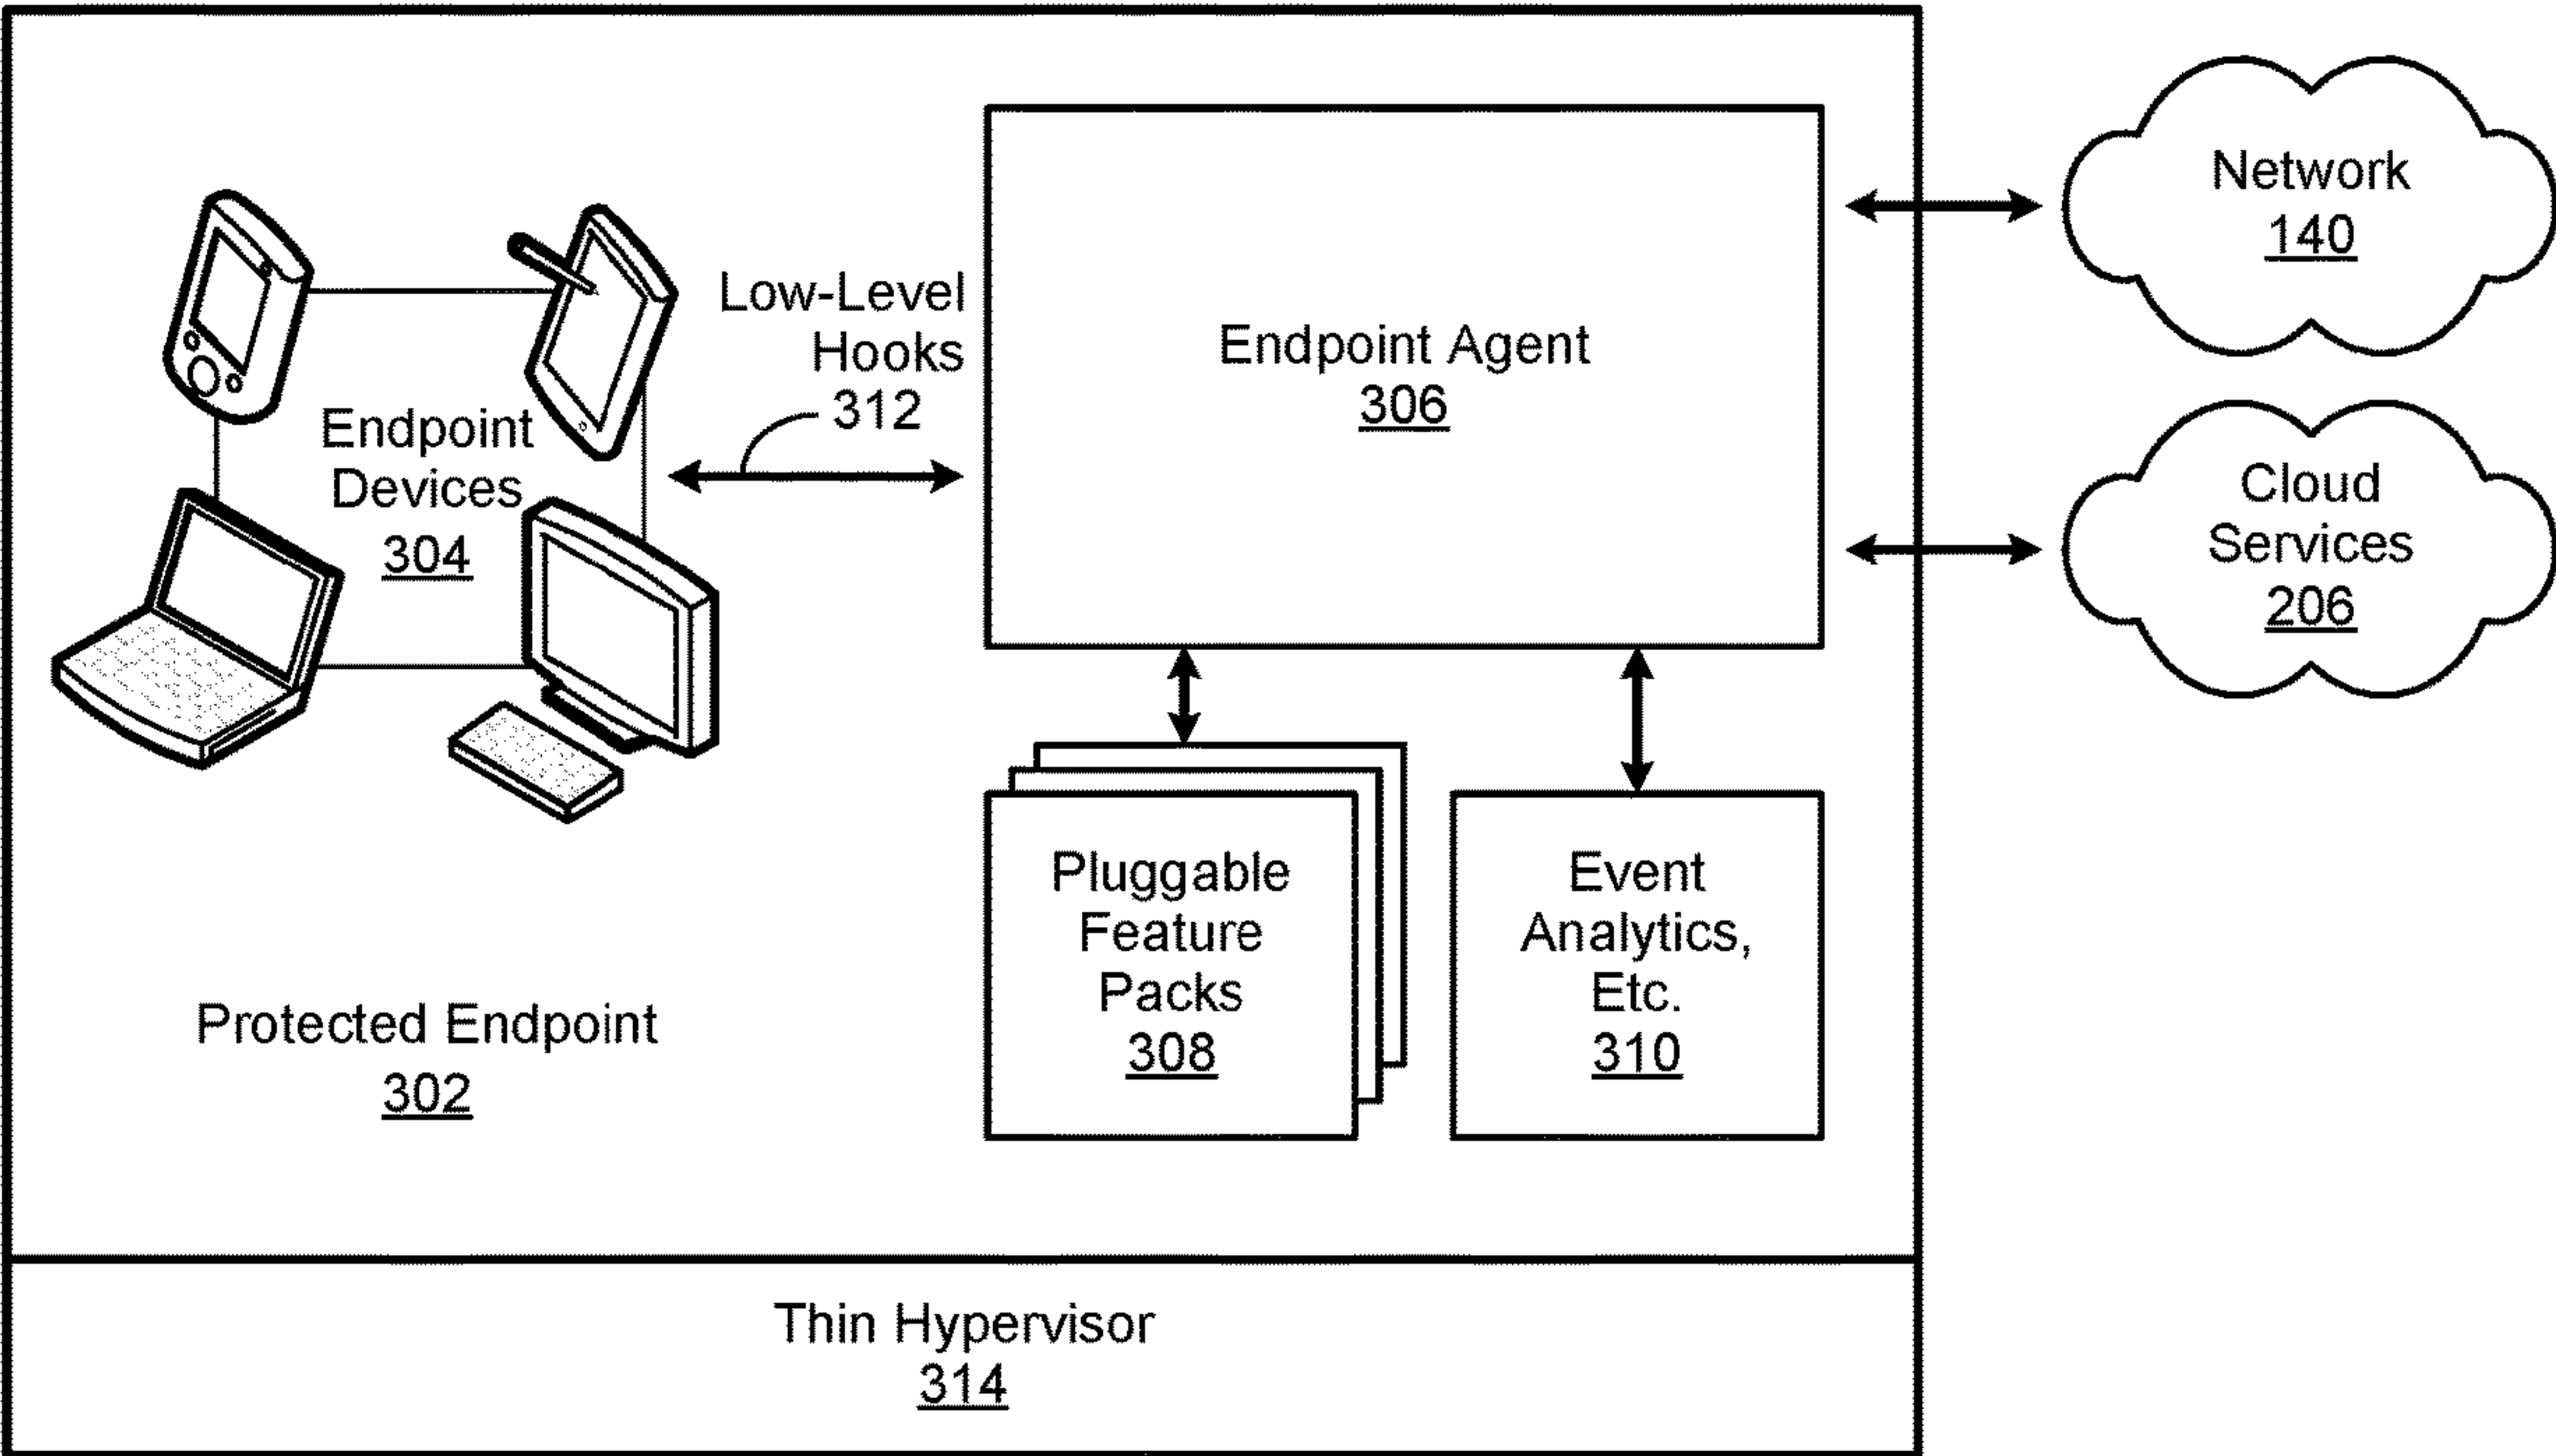 Network
140
Low-Level
Hooks
312
Endpoint Agent
306
Endpoint
Devices
304
Cloud
Services
206
Pluggable
Feature
Packs
308
Event
Analytics,
Etc.
310
Protected Endpoint
302
Thin Hypervisor
314